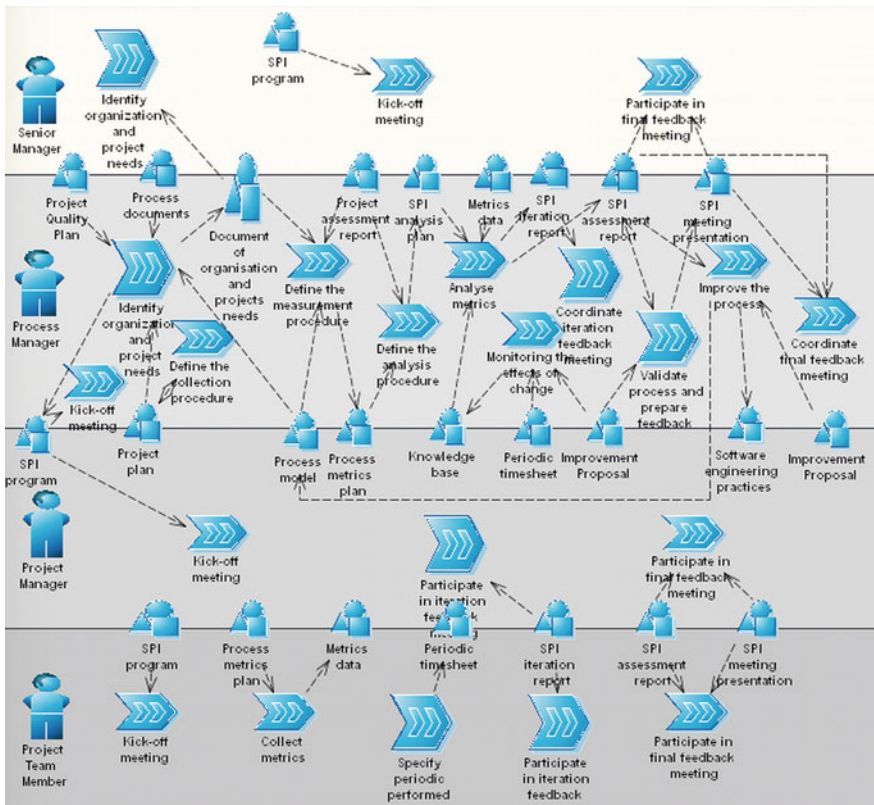 SPI
program
Kick-off
meeting
Participate in
final feedback
meeting
Identify
organization
and
project
needs
Senior
Manager
Project
Quality
Plan
Process
documents
Document
of
organisation
and
projects
needs
Project
assessment
report
SPI
analysis
plan
Metrics
data
SPI
iteration
report
SPI
assessment
report
SPI
meeting
presentation
Process
Manager
Identify
organization
and
project
needs
Define the
measurement
procedure
Analyse
metrics
Coordinate
iteration
feedback
meeting
Improve the
process
Coordinate
final feedback
meeting
Define the
collection
procedure
Define the
analysis
procedure
Monitoring the
effects of
change
Validate
process and
prepare
feedback
Kick-off
meeting
SPI
program
Project plan
Process
model
Process
metrics
plan
Knowledge
base
Periodic
timesheet
Improvement
Proposal
Software
engineering
practices
Improvement
Proposal
Project
Manager
Kick-off
meeting
Participate
in iteration
feedback
meeting
Participate in
final feedback
meeting
SPI
program
Process
metrics
plan
Metrics
data
Periodic
timesheet
SPI
iteration
report
SPI
assessment
report
SPI
meeting
presentation
Project
Team
Member
Kick-off
meeting
Collect
metrics
Specify
periodic
performed
Participate
in iteration
feedback
Participate in
final feedback
meeting